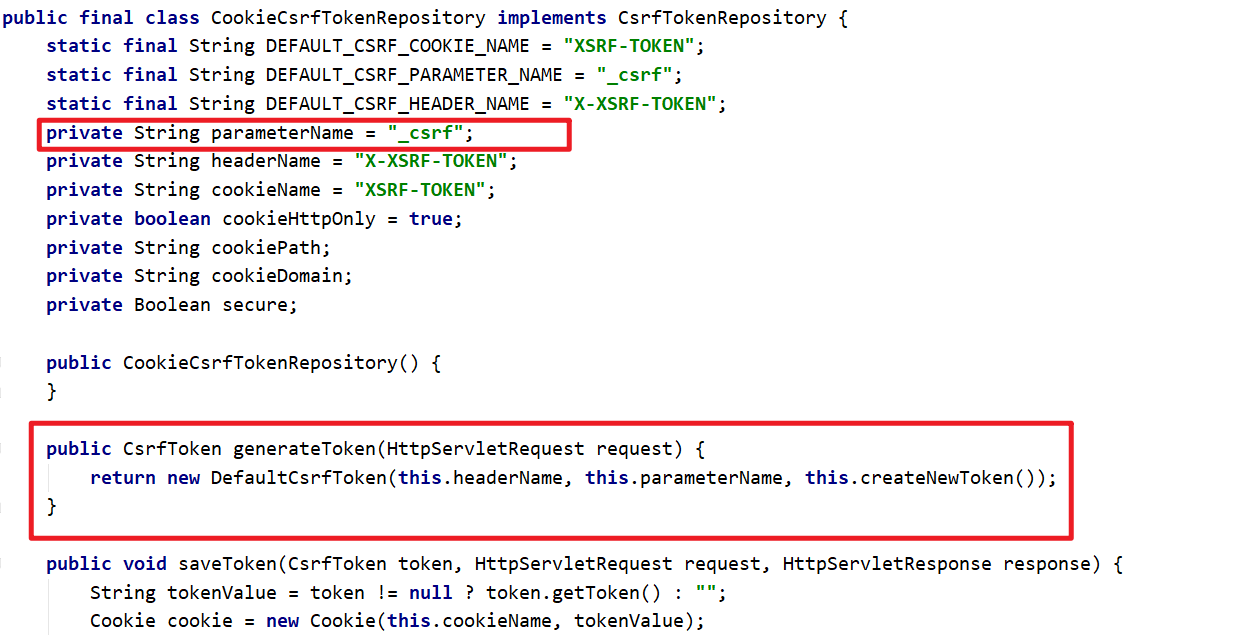 public final class CookieCsrfTokenRepository implements CsrfTokenRepository {
    static final String DEFAULT_CSRF_COOKIE_NAME = "XSRF-TOKEN";
    static final String DEFAULT_CSRF_PARAMETER_NAME = "_csrf";
    static final String DEFAULT_CSRF_HEADER_NAME = "X-XSRF-TOKEN";
    private String parameterName = "_csrf";
    private String headerName = "X-XSRF-TOKEN";
    private String cookieName = "XSRF-TOKEN";
    private boolean cookieHttpOnly = true;
    private String cookiePath;
    private String cookieDomain;
    private Boolean secure;
    public CookieCsrfTokenRepository() {
    }
    public CsrfToken generateToken(HttpServletRequest request) {
        return new DefaultCsrfToken(this.headerName, this.parameterName, this.createNewToken());
    }
    public void saveToken(CsrfToken token, HttpServletRequest request, HttpServletResponse response) {
        String tokenValue = token != null ? token.getToken() : "";
        Cookie cookie = new Cookie(this.cookieName, tokenValue);